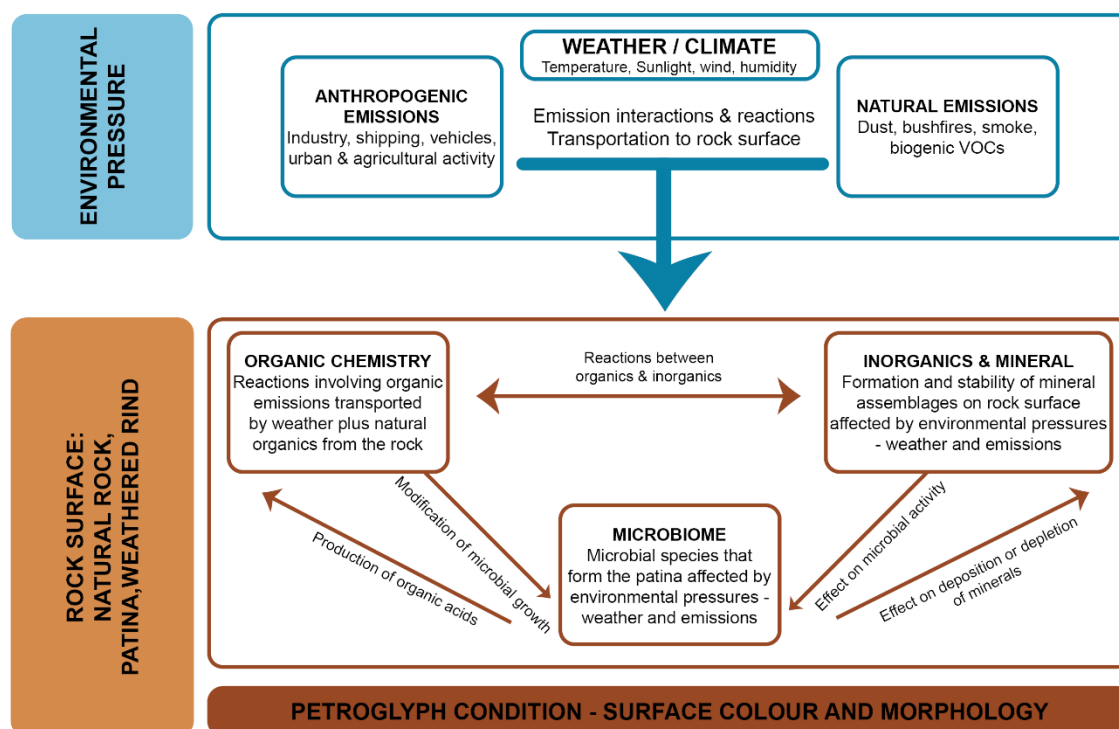 ENVIRONMENTAL
PRESSURE
WEATHER / CLIMATE
Temperature, Sunlight, wind, humidity
ANTHROPOGENIC
EMISSIONS
Industry, shipping, vehicles,
urban & agricultural activity
Emission interactions & reactions
Transportation to rock surface
NATURAL EMISSIONS
Dust, bushfires, smoke,
biogenic VOCs
ROCK SURFACE:
NATURAL ROCK,
PATINA,WEATHERED RIND
ORGANIC CHEMISTRY
Reactions involving organic
emissions transported
by weather plus natural
organics from the rock
Reactions between
organics & inorganics
INORGANICS & MINERAL
Formation and stability of mineral
assemblages on rock surface
affected by environmental pressures
- weather and emissions
Production of organic acids
Modification of microbial growth
MICROBIOME
Microbial species that
form the patina affected by
environmental pressures -
weather and emissions
Effect on microbial activity
Effect on deposition or depletion
of minerals
PETROGLYPH CONDITION - SURFACE COLOUR AND MORPHOLOGY